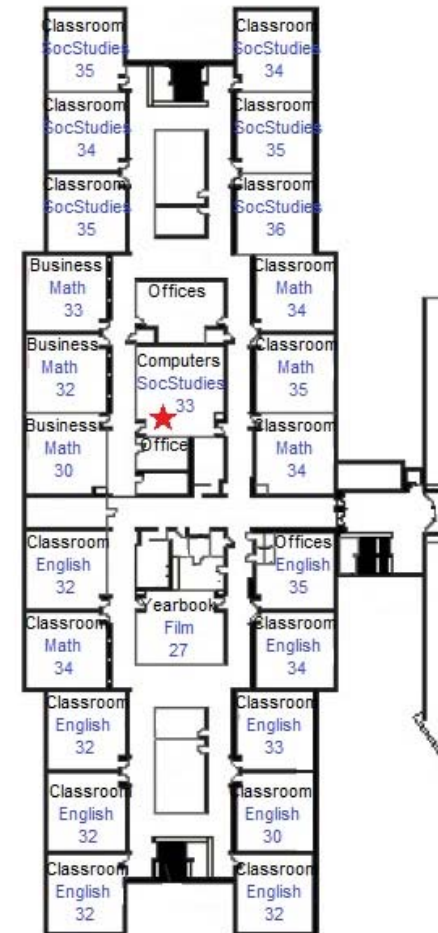 Classroom
SocStudies
35
Classroom
SocStudies
34
Classroom
SocStudies
34
Classroom
SocStudies
35
Classroom
SocStudies
35
Classroom
SocStudies
36
Business
Math
33
Offices
Classroom
Math
34
Business
Math
32
Computers
SocStudies
33
Classroom
Math
35
Business
Math
30
Office
Classroom
Math
34
Classroom
English
32
Offices
English
35
Classroom
Math
34
Yearbook
Film
27
Classroom
English
34
Classroom
English
32
Classroom
English
33
Classroom
English
32
Classroom
English
30
Classroom
English
32
Classroom
English
32